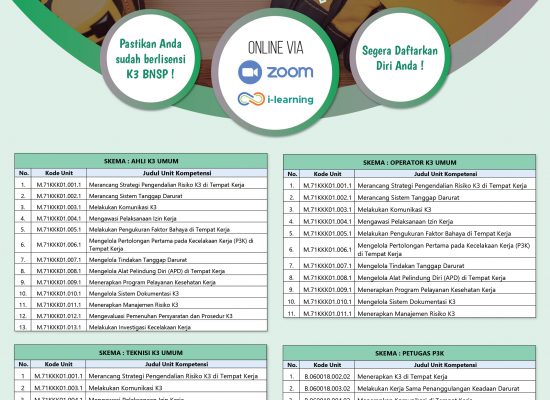 Pastikan Anda
sudah berlisensi
K3 BNSP !
ONLINE VIA
zoom
i-learning
Segera Daftarkan
Diri Anda !
SKEMA : AHLI K3 UMUM
No. Kode Unit Judul Unit Kompetensi
1. M.71KKK01.001.1 Merancang Strategi Pengendalian Risiko K3 di Tempat Kerja
2. M.71KKK01.002.1 Merancang Sistem Tanggap Darurat
3. M.71KKK01.003.1 Melakukan Komunikasi K3
4. M.71KKK01.004.1 Mengawasi Pelaksanaan Izin Kerja
5. M.71KKK01.005.1 Melakukan Pengukuran Faktor Bahaya di Tempat Kerja
6. M.71KKK01.006.1 Mengelola Pertolongan Pertama pada Kecelakaan Kerja (P3K) di
Tempat Kerja
7. M.71KKK01.007.1 Mengelola Tindakan Tanggap Darurat
8. M.71KKK01.008.1 Mengelola Alat Pelindung Diri (APD) di Tempat Kerja
9. M.71KKK01.009.1 Menerapkan Program Pelayanan Kesehatan Kerja
10. M.71KKK01.010.1 Mengelola Sistem Dokumentasi K3
11. M.71KKK01.011.1 Menerapkan Manajemen Risiko K3
12. M.71KKK01.012.1 Mengevaluasi Pemenuhan Persyaratan dan Prosedur K3
13. M.71KKK01.013.1 Melakukan Investigasi Kecelakaan Kerja
SKEMA : OPERATOR K3 UMUM
No. Kode Unit Judul Unit Kompetensi
1. M.71KKK01.001.1 Merancang Strategi Pengendalian Risiko K3 di Tempat Kerja
2. M.71KKK01.002.1 Merancang Sistem Tanggap Darurat
3. M.71KKK01.003.1 Melakukan Komunikasi K3
4. M.71KKK01.004.1 Mengawasi Pelaksanaan Izin Kerja
5. M.71KKK01.005.1 Melakukan Pengukuran Faktor Bahaya di Tempat Kerja
6. M.71KKK01.006.1 Mengelola Pertolongan Pertama pada Kecelakaan Kerja (P3K)
di Tempat Kerja
7. M.71KKK01.007.1 Mengelola Tindakan Tanggap Darurat
8. M.71KKK01.008.1 Mengelola Alat Pelindung Diri (APD) di Tempat Kerja
9. M.71KKK01.009.1 Menerapkan Program Pelayanan Kesehatan Kerja
10. M.71KKK01.010.1 Mengelola Sistem Dokumentasi K3
11. M.71KKK01.011.1 Menerapkan Manajemen Risiko K3
SKEMA : TEKNISI K3 UMUM
No. Kode Unit Judul Unit Kompetensi
1 M.71KKK01.001.1 Merancang Strategi Pengendalian Risiko K3 di Tempat Kerja
2 M.71KKK01.003.1 Melakukan Komunikasi K3
SKEMA : PETUGAS P3K
No. Kode Unit Judul Unit Kompetensi
1. B.060018.002.02 Menerapkan K3 di Tempat Kerja
2. B.060018.003.02 Melakukan Kerja Sama Penanggulangan Keadaan Darurat